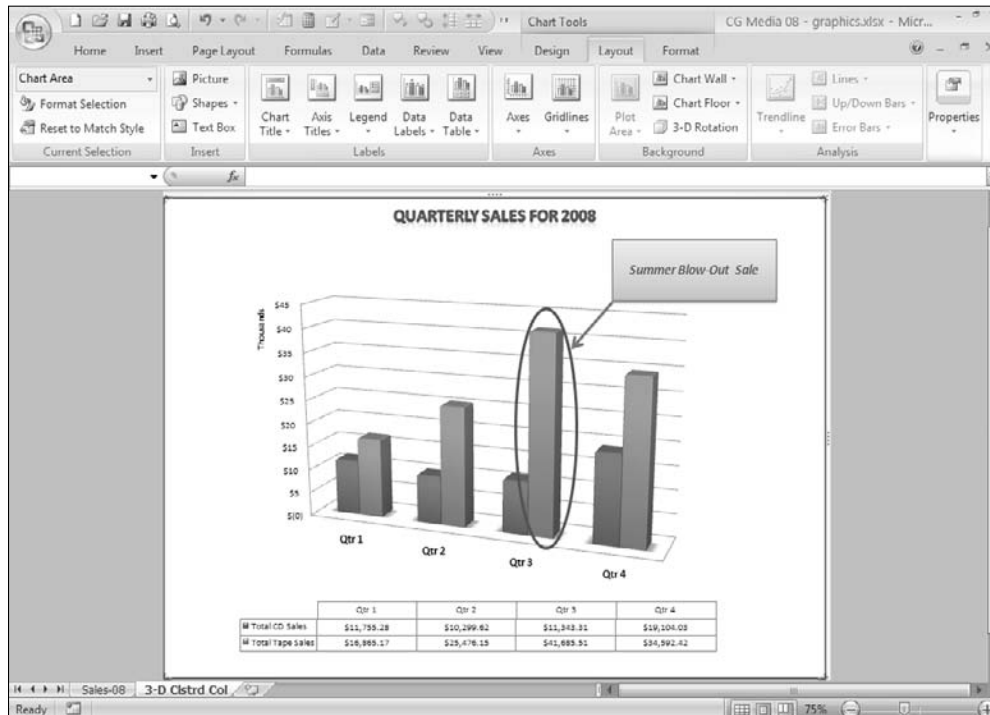 Chart Tools
CG Media 08 - graphics.xlsx - Micr...
Home Insert Page Layout Formulas Data Review View Design Layout Format
Chart Area
Format Selection
Reset to Match Style
Current Selection
Picture
Shapes
Text Box
Insert
Chart Title
Axis Titles
Legend
Data Labels
Data Table
Labels
Axes
Gridlines
Axes
Plot Area
Chart Wall
Chart Floor
3-D Rotation
Background
Trendline
Lines
Up/Down Bars
Error Bars
Analysis
Properties
fx
QUARTERLY SALES FOR 2008
Summer Blow-Out Sale
Thousands
$45
$40
$35
$30
$25
$20
$15
$10
$5
$(0)
Qtr 1
Qtr 2
Qtr 3
Qtr 4
Qtr 1 Qtr 2 Qtr 3 Qtr 4
Total CD Sales $11,755.28 $10,299.62 $11,343.31 $19,104.03
Total Tape Sales $16,865.17 $25,476.15 $41,685.51 $34,592.42
Sales-08 3-D Clstrd Col
Ready
75%